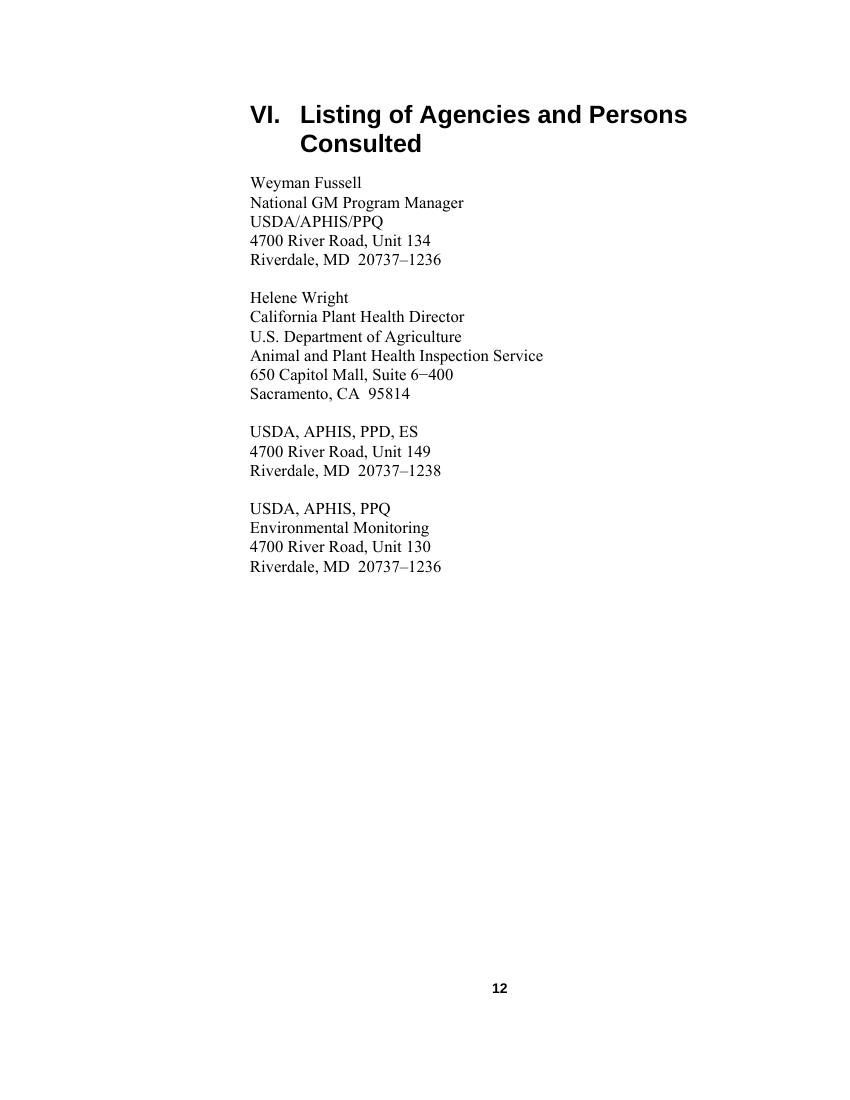 VI. Listing of Agencies and Persons
Consulted
Weyman Fussell
National GM Program Manager
USDA/APHIS/PPQ
4700 River Road, Unit 134
Riverdale, MD  20737–1236
Helene Wright
California Plant Health Director
U.S. Department of Agriculture
Animal and Plant Health Inspection Service
650 Capitol Mall, Suite 6−400
Sacramento, CA  95814
USDA, APHIS, PPD, ES
4700 River Road, Unit 149
Riverdale, MD  20737–1238
USDA, APHIS, PPQ
Environmental Monitoring
4700 River Road, Unit 130
Riverdale, MD  20737–1236
12